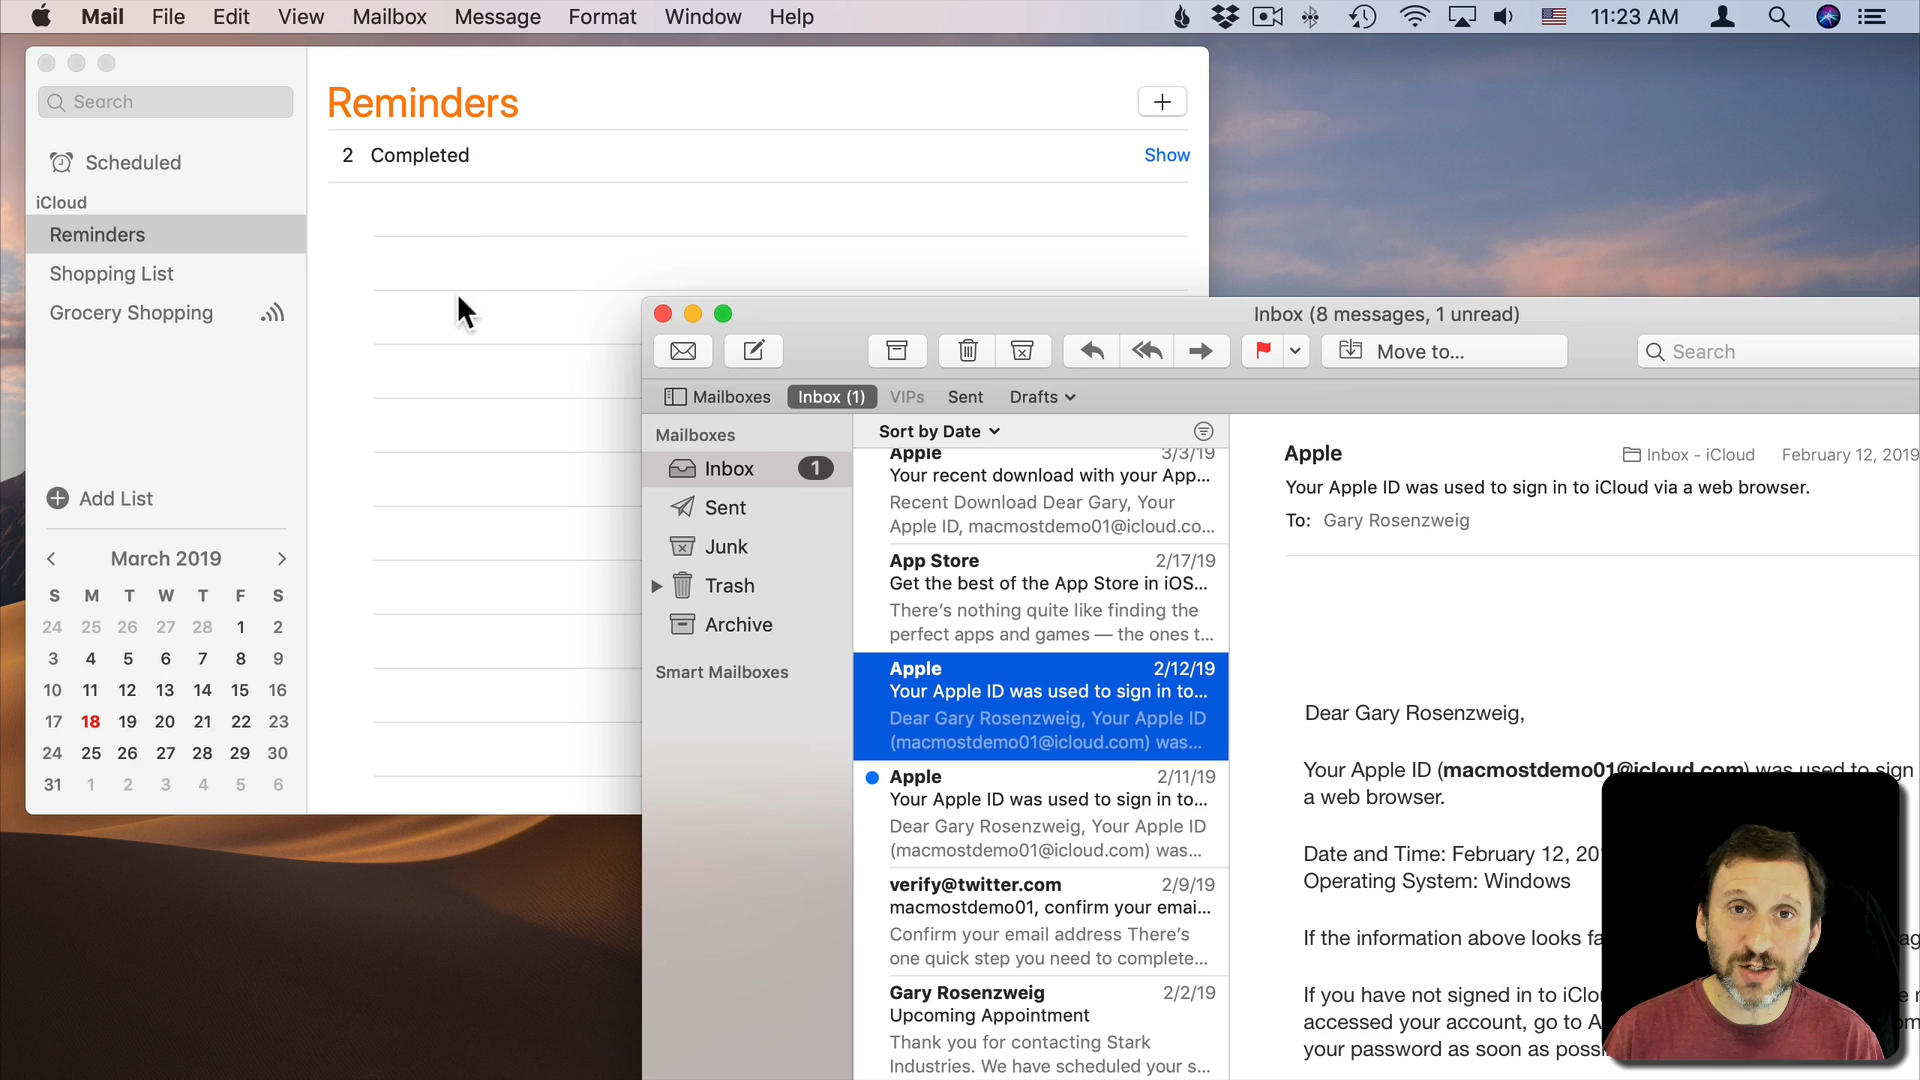 Mail File Edit View Mailbox Message Format Window Help 11:23 AM
Search
Scheduled
iCloud
Reminders
Shopping List
Grocery Shopping
Add List
March 2019
S M T W T F S
24 25 26 27 28 1 2
3 4 5 6 7 8 9
10 11 12 13 14 15 16
17 18 19 20 21 22 23
24 25 26 27 28 29 30
31 1 2 3 4 5 6
Reminders
2 Completed Show
Inbox (8 messages, 1 unread)
Move to...
Search
Mailboxes Inbox (1) VIPs Sent Drafts
Mailboxes
Inbox 1
Sent
Junk
Trash
Archive
Smart Mailboxes
Sort by Date
Apple 3/3/19
Your recent download with your App...
Recent Download Dear Gary, Your
Apple ID, macmostdemo01@icloud.co...
App Store 2/17/19
Get the best of the App Store in iOS...
There's nothing quite like finding the
perfect apps and games — the ones t...
Apple 2/12/19
Your Apple ID was used to sign in to...
Dear Gary Rosenzweig, Your Apple ID
(macmostdemo01@icloud.com) was...
Apple 2/11/19
Your Apple ID was used to sign in to...
Dear Gary Rosenzweig, Your Apple ID
(macmostdemo01@icloud.com) was...
verify@twitter.com 2/9/19
macmostdemo01, confirm your emai...
Confirm your email address There's
one quick step you need to complete...
Gary Rosenzweig 2/2/19
Upcoming Appointment
Thank you for contacting Stark
Industries. We have scheduled your s...
Apple Inbox - iCloud February 12, 2019
Your Apple ID was used to sign in to iCloud via a web browser.
To: Gary Rosenzweig
Dear Gary Rosenzweig,
Your Apple ID (macmostdemo01@icloud.com) was used to sign
a web browser.
Date and Time: February 12, 20
Operating System: Windows
If the information above looks fa
If you have not signed in to iClo
accessed your account, go to A
your password as soon as possi